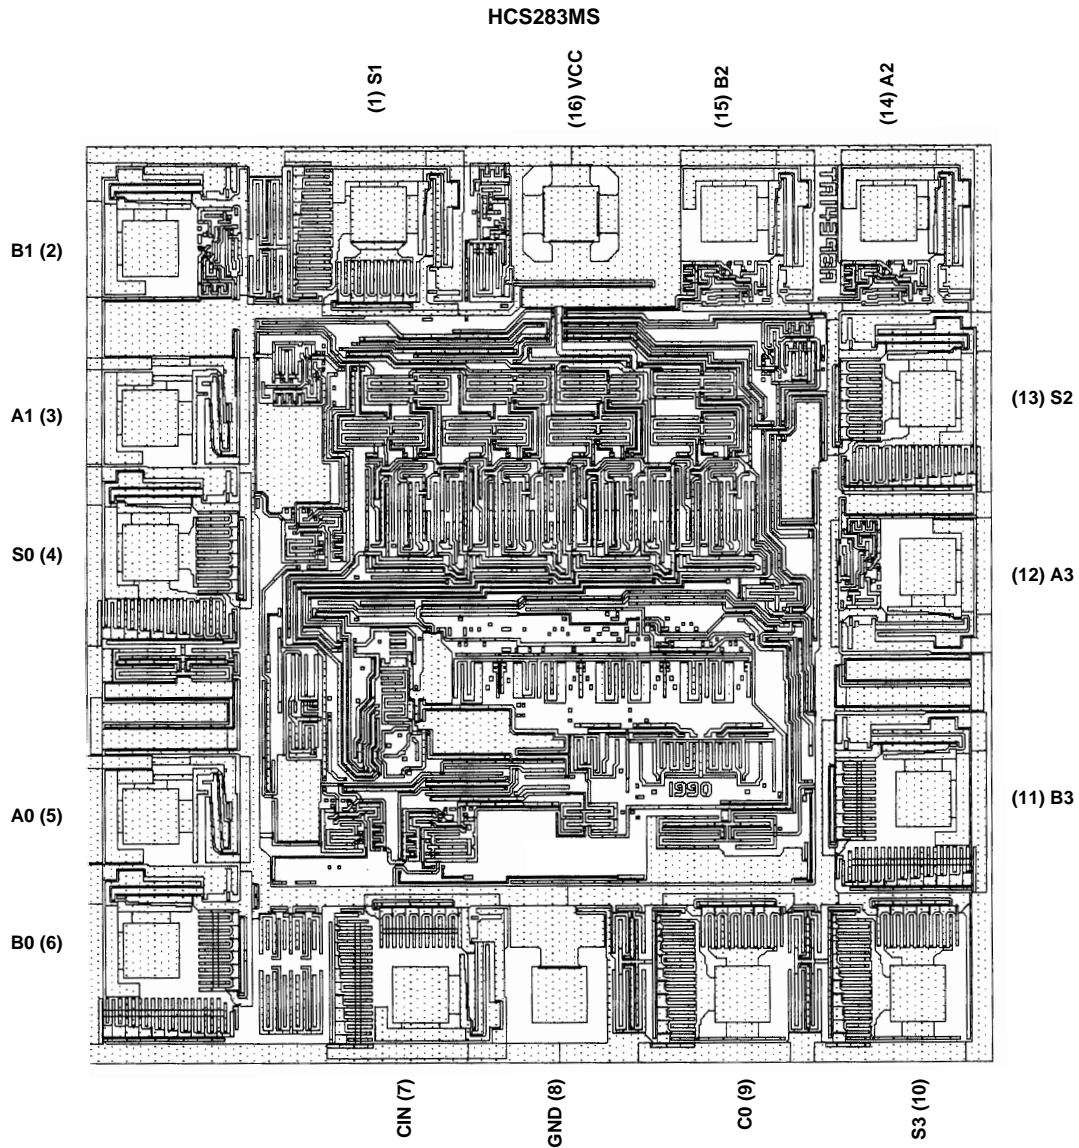 HCS283MS
(1) S1
(16) VCC
(15) B2
(14) A2
B1 (2)
A1 (3)
(13) S2
S0 (4)
(12) A3
A0 (5)
(11) B3
B0 (6)
CIN (7)
GND (8)
C0 (9)
S3 (10)